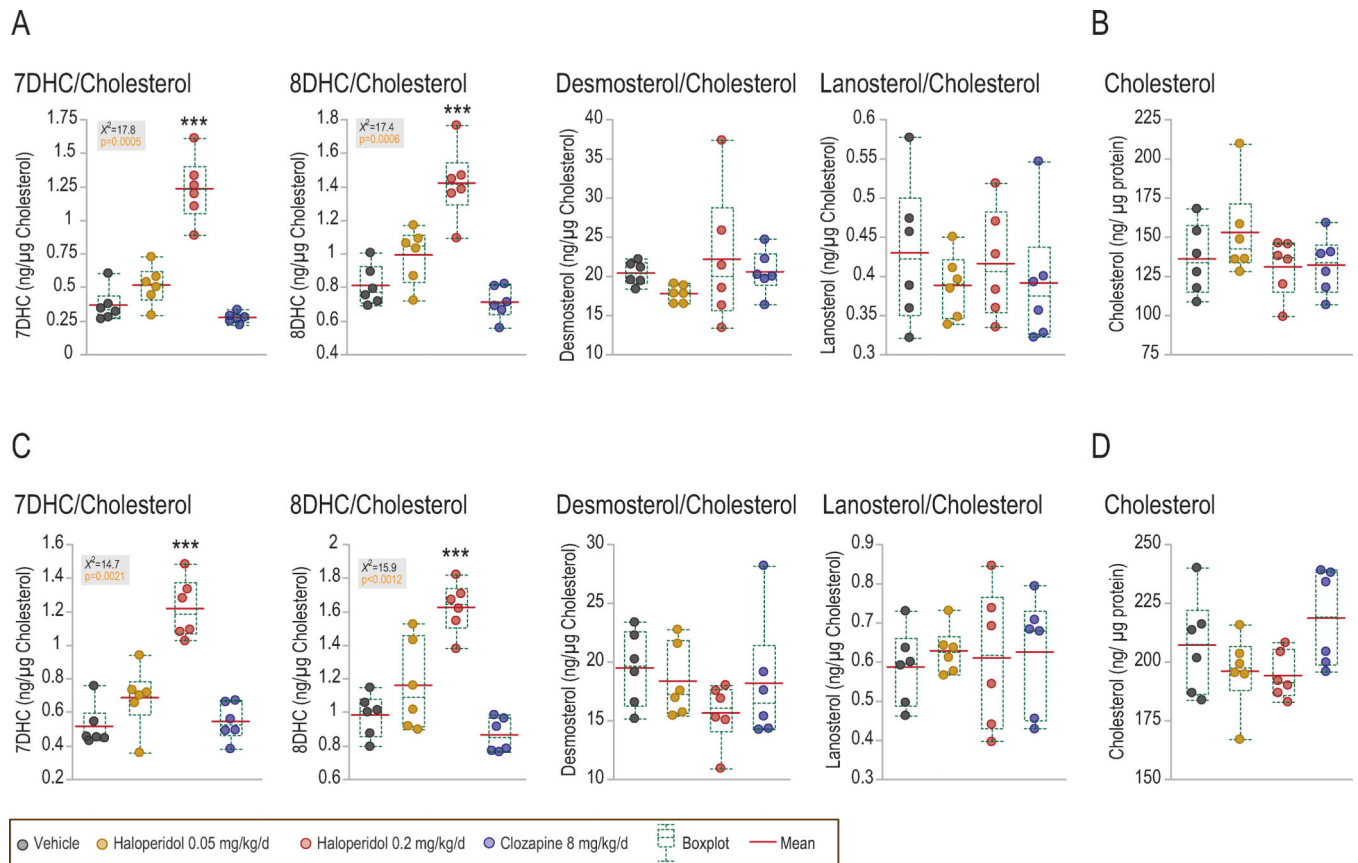 A
B
7DHC/Cholesterol
8DHC/Cholesterol
Desmosterol/Cholesterol
Lanosterol/Cholesterol
Cholesterol
7DHC (ng/µg Cholesterol)
1.75
1.5
1.25
1
0.75
0.5
0.25
0
X²=17.8
p=0.0005
***
8DHC (ng/µg Cholesterol)
1.8
1.6
1.4
1.2
1
0.8
0.6
0.4
X²=17.4
p=0.0006
***
Desmosterol (ng/µg Cholesterol)
40
35
30
25
20
15
10
Lanosterol (ng/µg Cholesterol)
0.6
0.55
0.5
0.45
0.4
0.35
0.3
Cholesterol (ng/ µg protein)
225
200
175
150
125
100
75
C
D
7DHC/Cholesterol
8DHC/Cholesterol
Desmosterol/Cholesterol
Lanosterol/Cholesterol
Cholesterol
7DHC (ng/µg Cholesterol)
1.6
1.4
1.2
1
0.8
0.6
0.4
0.2
X²=14.7
p=0.0021
***
8DHC (ng/µg Cholesterol)
2
1.8
1.6
1.4
1.2
1
0.8
0.6
X²=15.9
p<0.0012
***
Desmosterol (ng/µg Cholesterol)
30
25
20
15
10
Lanosterol (ng/µg Cholesterol)
0.9
0.8
0.7
0.6
0.5
0.4
0.3
Cholesterol (ng/ µg protein)
250
225
200
175
150
Vehicle Haloperidol 0.05 mg/kg/d Haloperidol 0.2 mg/kg/d Clozapine 8 mg/kg/d Boxplot Mean